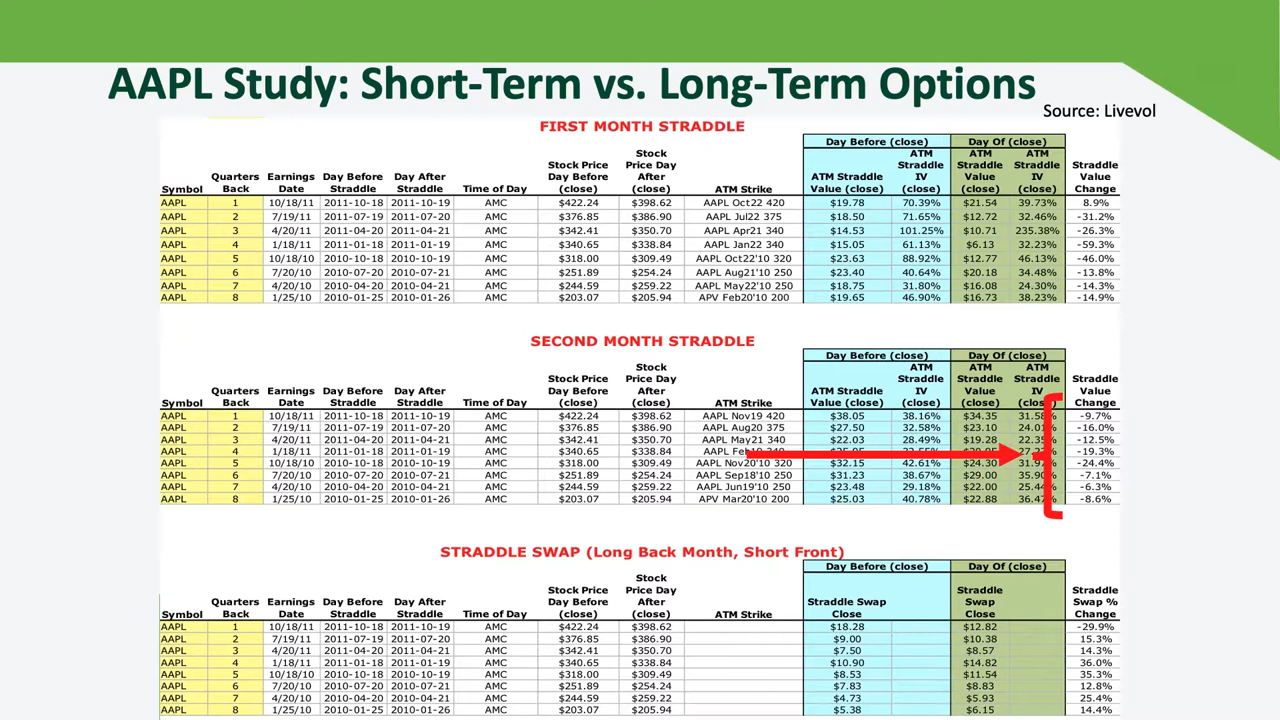 AAPL Study: Short-Term vs. Long-Term Options
Source: Livevol
FIRST MONTH STRADDLE
Day Before (close) Day Of (close)
Symbol Quarters Back Earnings Date Day Before Straddle Day After Straddle Time of Day Stock Price Day Before (close) Stock Price Day After (close) ATM Strike ATM Straddle Value (close) ATM Straddle IV (close) ATM Straddle Value (close) ATM Straddle IV (close) Straddle Value Change
AAPL 1 10/18/11 2011-10-18 2011-10-19 AMC $422.24 $398.62 AAPL Oct22 420 $19.78 70.39% $21.54 39.73% 8.9%
AAPL 2 7/19/11 2011-07-19 2011-07-20 AMC $376.85 $386.90 AAPL Jul22 375 $18.50 71.65% $12.72 32.46% -31.2%
AAPL 3 4/20/11 2011-04-20 2011-04-21 AMC $342.41 $350.70 AAPL Apr21 340 $14.53 101.25% $10.71 235.38% -26.3%
AAPL 4 1/18/11 2011-01-18 2011-01-19 AMC $340.65 $338.84 AAPL Jan22 340 $15.05 61.13% $6.13 32.23% -59.3%
AAPL 5 10/18/10 2010-10-18 2010-10-19 AMC $318.00 $309.49 AAPL Oct22'10 320 $23.63 88.92% $12.77 46.13% -46.0%
AAPL 6 7/20/10 2010-07-20 2010-07-21 AMC $251.89 $254.24 AAPL Aug21'10 250 $23.40 40.64% $20.18 34.48% -13.8%
AAPL 7 4/20/10 2010-04-20 2010-04-21 AMC $244.59 $259.22 AAPL May22'10 250 $18.75 31.80% $16.08 24.30% -14.3%
AAPL 8 1/25/10 2010-01-25 2010-01-26 AMC $203.07 $205.94 APV Feb20'10 200 $19.65 46.90% $16.73 38.23% -14.9%
SECOND MONTH STRADDLE
Day Before (close) Day Of (close)
Symbol Quarters Back Earnings Date Day Before Straddle Day After Straddle Time of Day Stock Price Day Before (close) Stock Price Day After (close) ATM Strike ATM Straddle Value (close) ATM Straddle IV (close) ATM Straddle Value (close) ATM Straddle IV (close) Straddle Value Change
AAPL 1 10/18/11 2011-10-18 2011-10-19 AMC $422.24 $398.62 AAPL Nov19 420 $38.05 38.16% $34.35 31.58% -9.7%
AAPL 2 7/19/11 2011-07-19 2011-07-20 AMC $376.85 $386.90 AAPL Aug20 375 $27.50 32.58% $23.10 -16.0%
AAPL 3 4/20/11 2011-04-20 2011-04-21 AMC $342.41 $350.70 AAPL May21 340 $22.03 28.49% $19.28 -12.5%
AAPL 4 1/18/11 2011-01-18 2011-01-19 AMC $340.65 $338.84 AAPL -19.3%
AAPL 5 10/18/10 2010-10-18 2010-10-19 AMC $318.00 $309.49 AAPL Nov20'10 320 $32.15 42.61% $24.30 -24.4%
AAPL 6 7/20/10 2010-07-20 2010-07-21 AMC $251.89 $254.24 AAPL Sep18'10 250 $31.23 38.67% $29.00 -7.1%
AAPL 7 4/20/10 2010-04-20 2010-04-21 AMC $244.59 $259.22 AAPL Jun19'10 250 $23.48 29.18% $22.00 -6.3%
AAPL 8 1/25/10 2010-01-25 2010-01-26 AMC $203.07 $205.94 APV Mar20'10 200 $25.03 40.78% $22.88 -8.6%
STRADDLE SWAP (Long Back Month, Short Front)
Day Before (close) Day Of (close)
Symbol Quarters Back Earnings Date Day Before Straddle Day After Straddle Time of Day Stock Price Day Before (close) Stock Price Day After (close) ATM Strike Straddle Swap Close Straddle Swap Close Straddle Swap % Change
AAPL 1 10/18/11 2011-10-18 2011-10-19 AMC $422.24 $398.62 $18.28 $12.82 -29.9%
AAPL 2 7/19/11 2011-07-19 2011-07-20 AMC $376.85 $386.90 $9.00 $10.38 15.3%
AAPL 3 4/20/11 2011-04-20 2011-04-21 AMC $342.41 $350.70 $7.50 $8.57 14.3%
AAPL 4 1/18/11 2011-01-18 2011-01-19 AMC $340.65 $338.84 $10.90 $14.82 36.0%
AAPL 5 10/18/10 2010-10-18 2010-10-19 AMC $318.00 $309.49 $8.53 $11.54 35.3%
AAPL 6 7/20/10 2010-07-20 2010-07-21 AMC $251.89 $254.24 $7.83 $8.83 12.8%
AAPL 7 4/20/10 2010-04-20 2010-04-21 AMC $244.59 $259.22 $4.73 $5.93 25.4%
AAPL 8 1/25/10 2010-01-25 2010-01-26 AMC $203.07 $205.94 $5.38 $6.15 14.4%